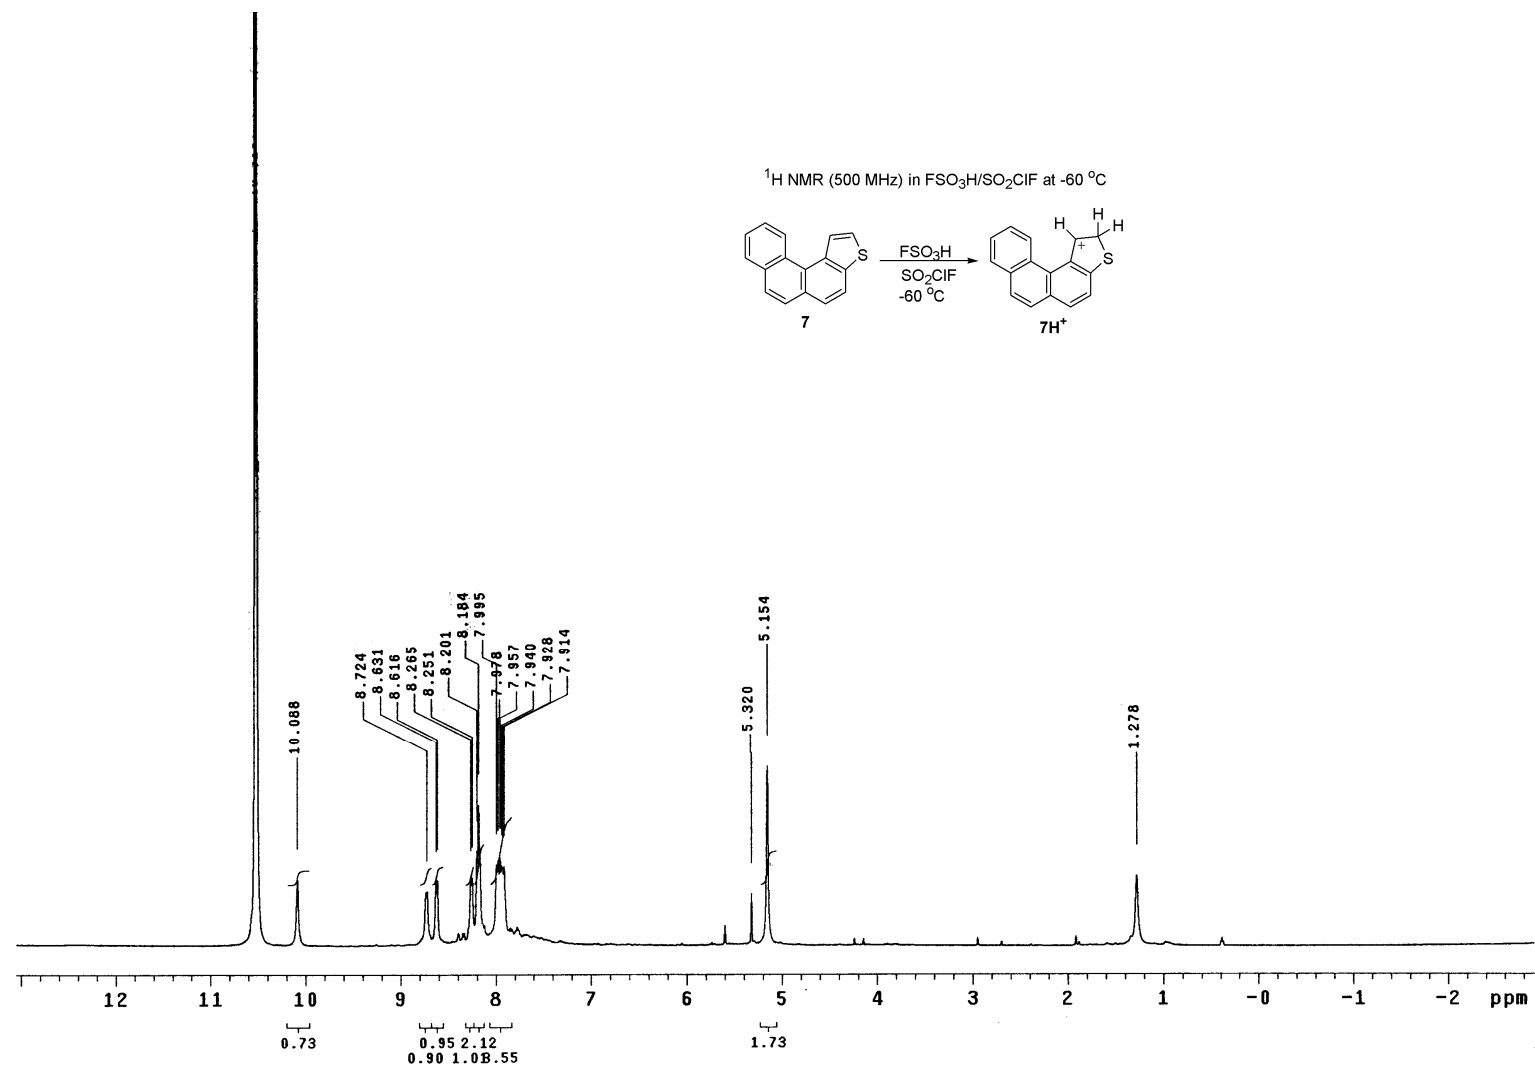 ¹H NMR (500 MHz) in FSO₃H/SO₂ClF at -60 °C
H
H
H
+
S
FSO₃H
SO₂ClF
-60 °C
S
7
7H⁺
10.088
8.724
8.631
8.616
8.265
8.251
8.201
8.184
7.995
7.978
7.957
7.940
7.928
7.914
5.320
5.154
1.278
12 11 10 9 8 7 6 5 4 3 2 1 -0 -1 -2 ppm
0.73 0.95 2.12 1.73
0.90 3.55